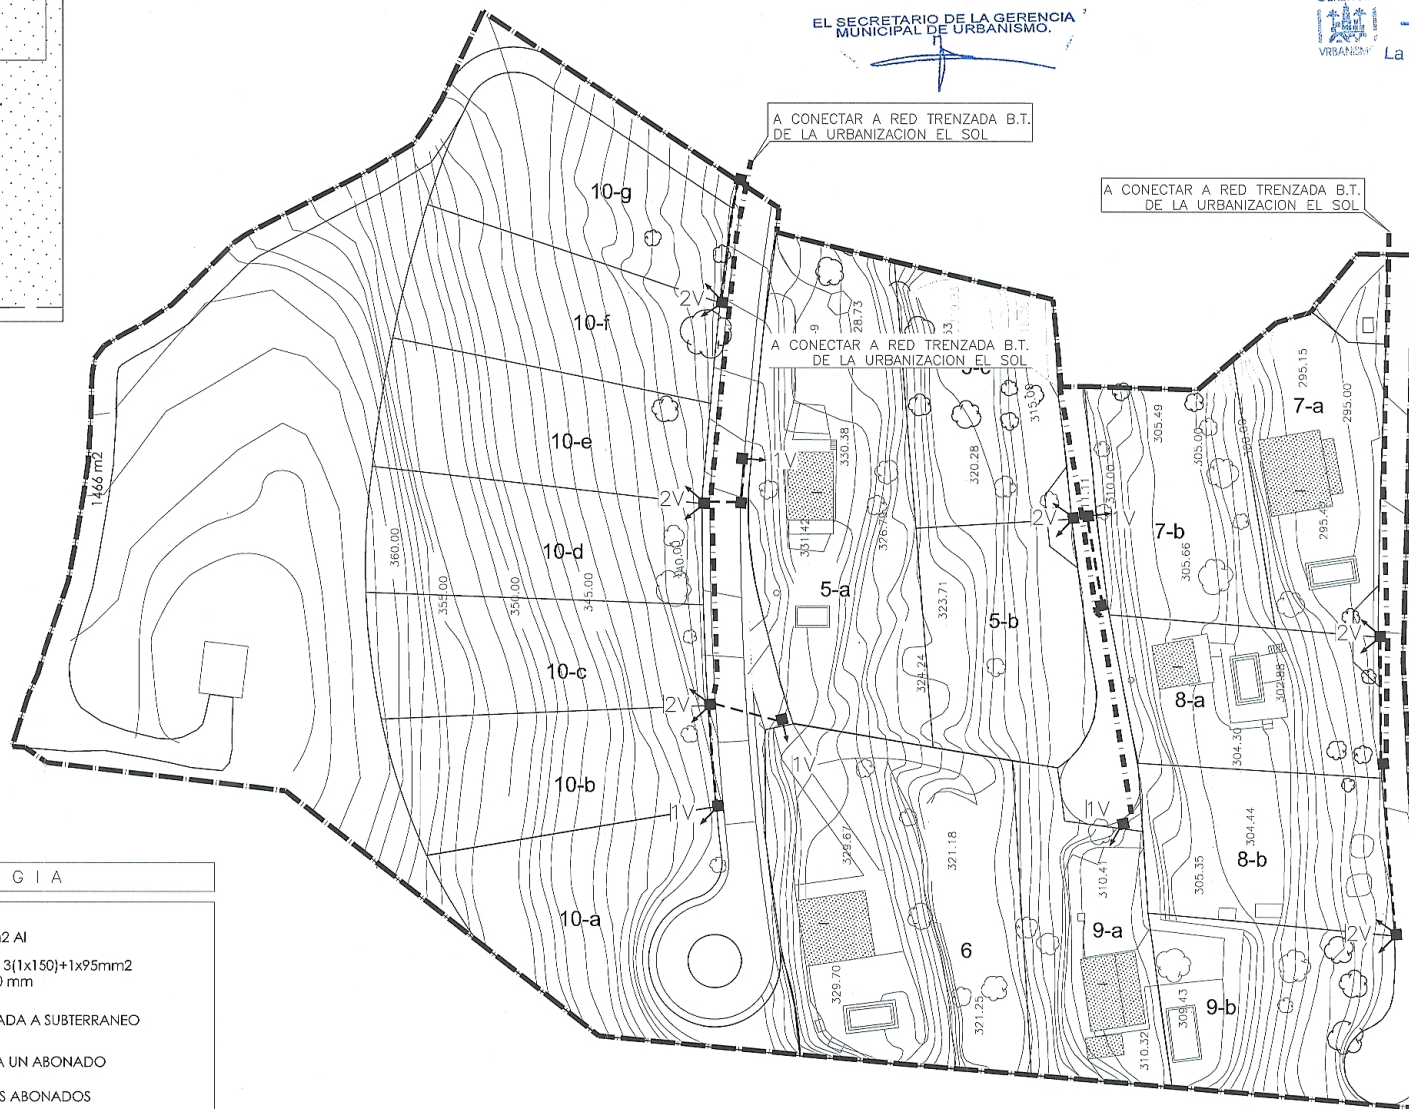 EL SECRETARIO DE LA GERENCIA
MUNICIPAL DE URBANISMO.
VRBANISMO
La
A CONECTAR A RED TRENZADA B.T.
DE LA URBANIZACION EL SOL
A CONECTAR A RED TRENZADA B.T.
DE LA URBANIZACION EL SOL
10-g
2V
10-f
28.73
A CONECTAR A RED TRENZADA B.T.
DE LA URBANIZACION EL SOL
295.15
7-a
295.00
315.08
305.49
305.00
10-e
330.38
1V
320.28
310.00
1466 m2
2V
2V
1V
7-b
295.42
331.42
10-d
360.00
355.00
350.00
345.00
340.00
305.66
5-a
323.71
5-b
2V
10-c
324.24
302.88
8-a
2V
304.30
1V
10-b
1V
1V
329.67
321.18
304.44
8-b
305.35
310.41
10-a
9-a
2V
6
329.70
321.25
309.43
9-b
310.32
G I A
2 Al
3(1x150)+1x95mm2
0 mm
ADA A SUBTERRANEO
A UN ABONADO
S ABONADOS